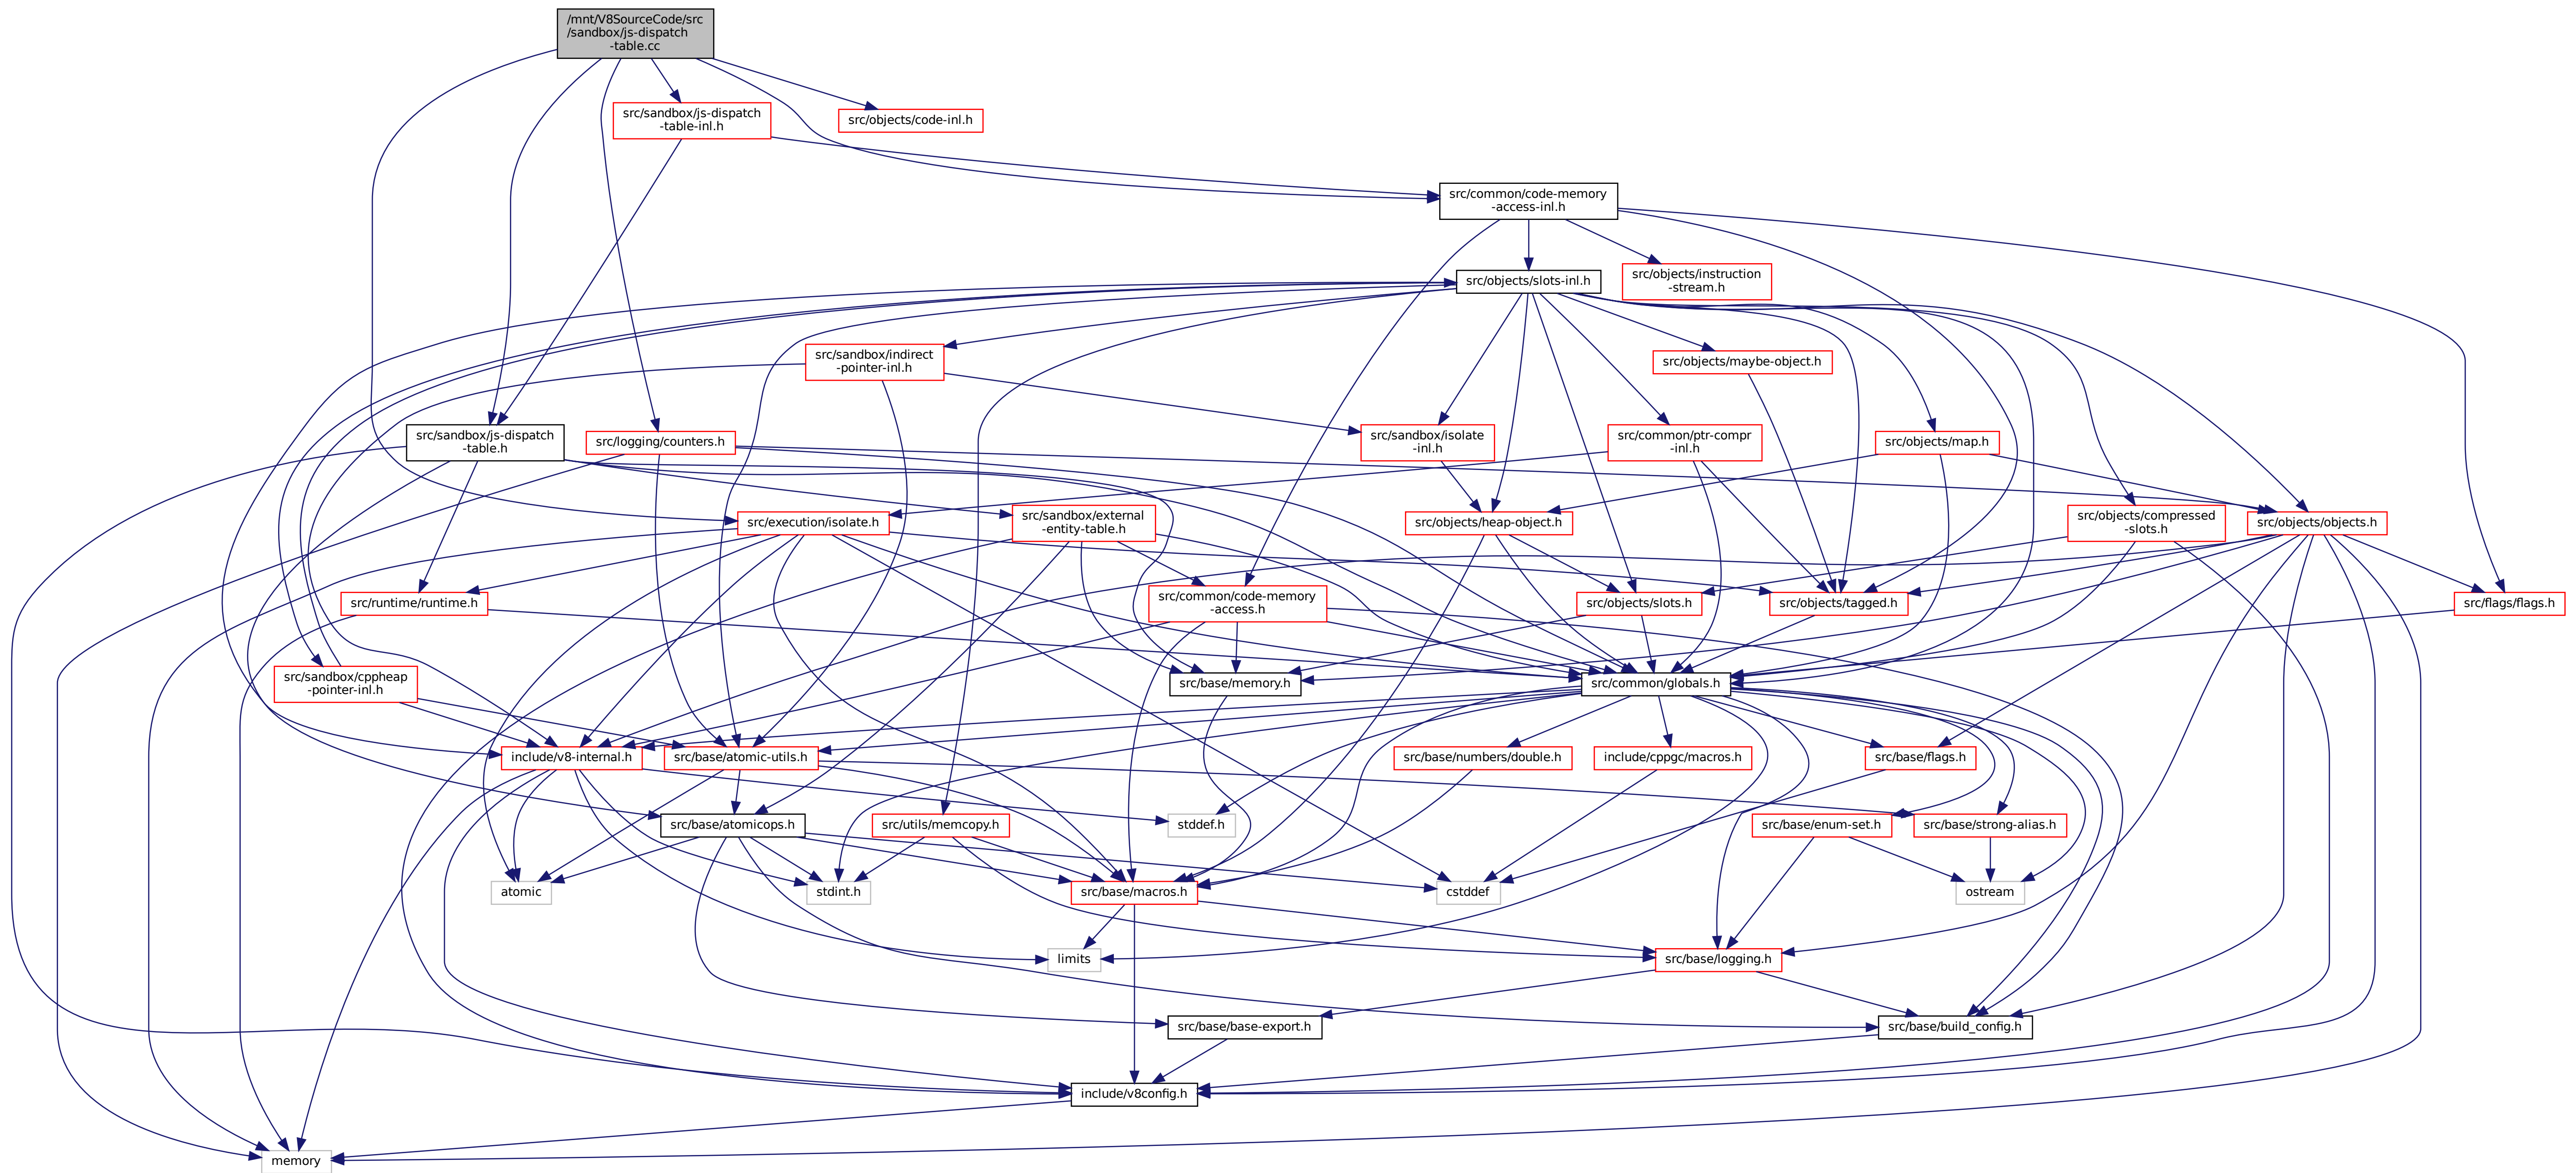 /mnt/V8SourceCode/src
/sandbox/js-dispatch
-table.cc
src/sandbox/js-dispatch
-table-inl.h
src/objects/code-inl.h
src/common/code-memory
-access-inl.h
src/objects/slots-inl.h
src/objects/instruction
-stream.h
src/sandbox/indirect
-pointer-inl.h
src/objects/maybe-object.h
src/sandbox/js-dispatch
-table.h
src/logging/counters.h
src/sandbox/isolate
-inl.h
src/common/ptr-compr
-inl.h
src/objects/map.h
src/execution/isolate.h
src/sandbox/external
-entity-table.h
src/objects/heap-object.h
src/objects/compressed
-slots.h
src/objects/objects.h
src/runtime/runtime.h
src/common/code-memory
-access.h
src/objects/slots.h
src/objects/tagged.h
src/flags/flags.h
src/sandbox/cppheap
-pointer-inl.h
src/base/memory.h
src/common/globals.h
include/v8-internal.h
src/base/atomic-utils.h
src/base/numbers/double.h
include/cppgc/macros.h
src/base/flags.h
src/base/atomicops.h
src/utils/memcopy.h
stddef.h
src/base/enum-set.h
src/base/strong-alias.h
atomic
stdint.h
src/base/macros.h
cstddef
ostream
limits
src/base/logging.h
src/base/base-export.h
src/base/build_config.h
include/v8config.h
memory